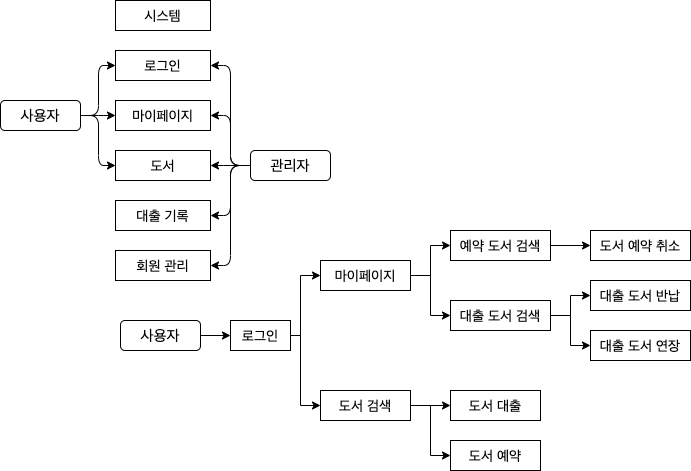 시스템
로그인
사용자
마이페이지
도서
관리자
대출 기록
회원 관리
예약 도서 검색
도서 예약 취소
마이페이지
대출 도서 반납
대출 도서 검색
사용자
로그인
대출 도서 연장
도서 검색
도서 대출
도서 예약